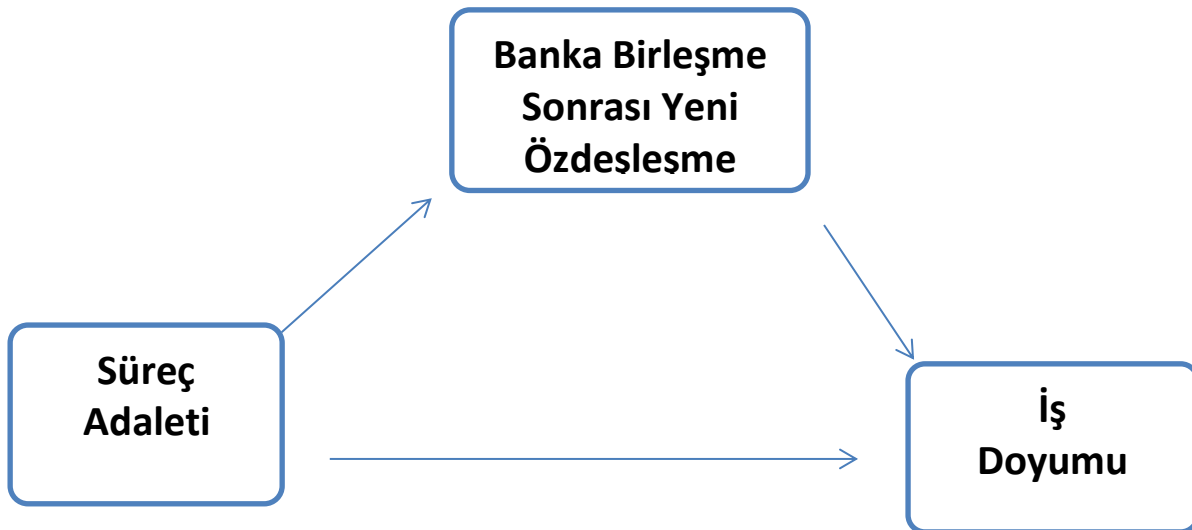 Banka Birleşme
Sonrası Yeni
Özdeşleşme
Süreç
Adaleti
İş
Doyumu